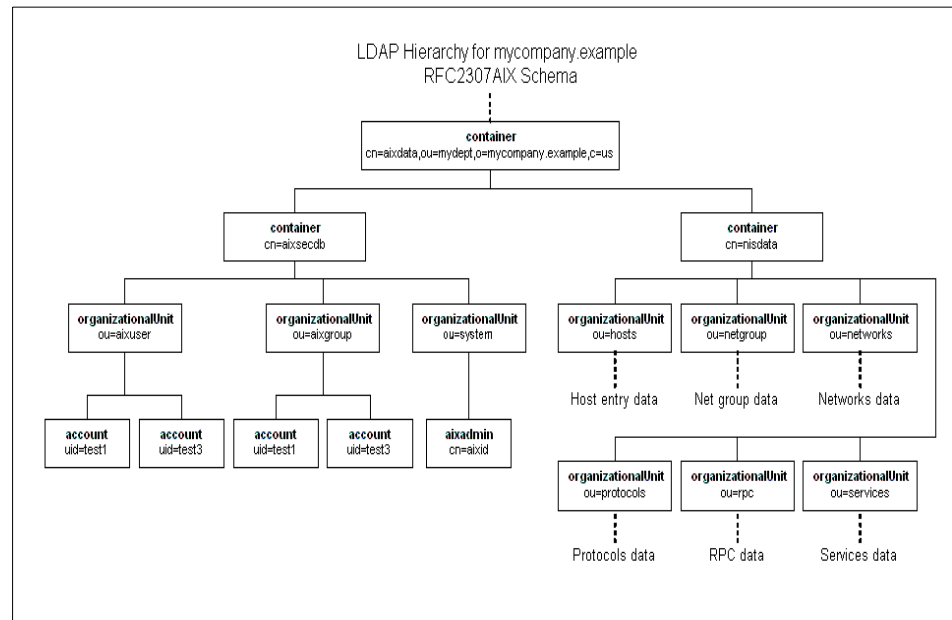 LDAP Hierarchy for mycompany.example
RFC2307AIX Schema
container
cn=aixdata,ou=mydept,o=mycompany.example,c=us
container
cn=aixsecdb
container
cn=nisdata
organizationalUnit
ou=aixuser
organizationalUnit
ou=aixgroup
organizationalUnit
ou=system
organizationalUnit
ou=hosts
organizationalUnit
ou=netgroup
organizationalUnit
ou=networks
Host entry data
Net group data
Networks data
account
uid=test1
account
uid=test3
account
uid=test1
account
uid=test3
aixadmin
cn=aixid
organizationalUnit
ou=protocols
organizationalUnit
ou=rpc
organizationalUnit
ou=services
Protocols data
RPC data
Services data